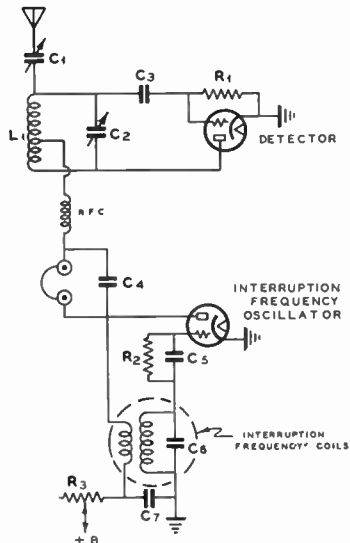 C1
C3
R1
L1
C2
DETECTOR
RFC
C4
INTERRUPTION
FREQUENCY
OSCILLATOR
R2
C5
C6
INTERRUPTION
FREQUENCY COILS
R3
C7
+B